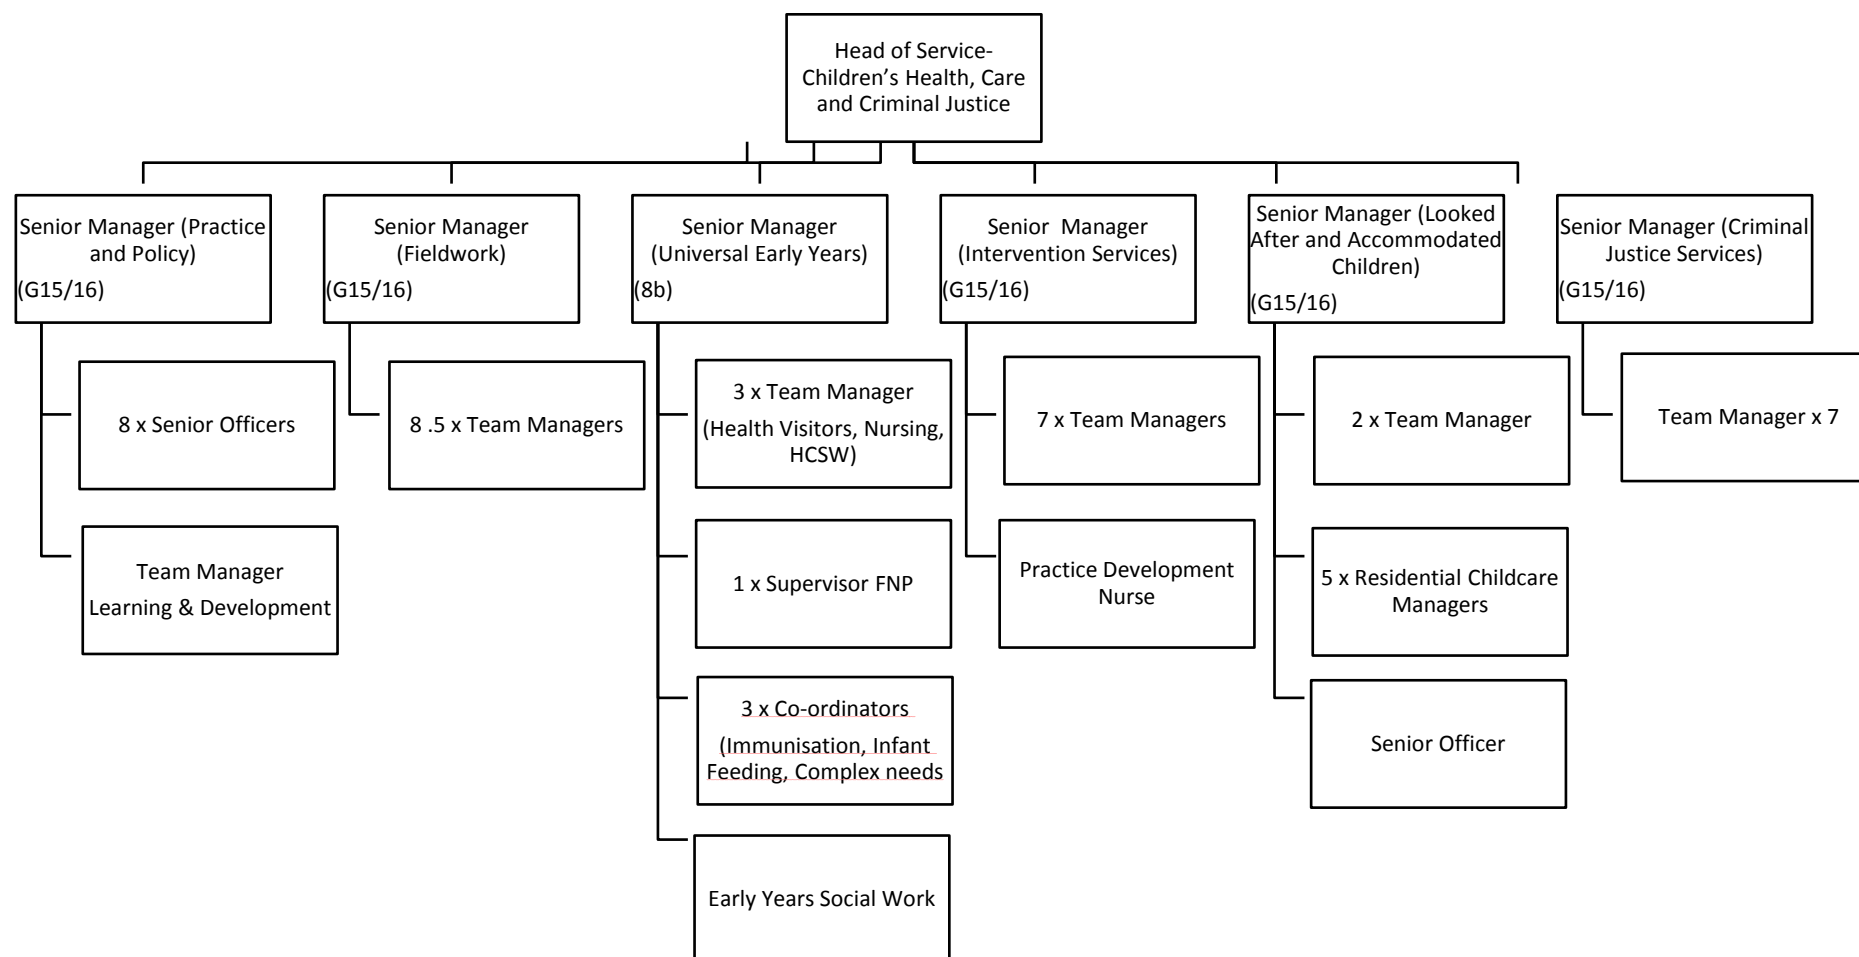 Head of Service-
Children’s Health, Care
and Criminal Justice
Senior Manager (Practice
and Policy)
(G15/16)
Senior Manager
(Fieldwork)
(G15/16)
Senior Manager
(Universal Early Years)
(8b)
Senior  Manager
(Intervention Services)
(G15/16)
Senior Manager (Looked
After and Accommodated
Children)
(G15/16)
Senior Manager (Criminal
Justice Services)
(G15/16)
8 x Senior Officers
8 .5 x Team Managers
3 x Team Manager
(Health Visitors, Nursing,
HCSW)
7 x Team Managers
2 x Team Manager
Team Manager x 7
Team Manager
Learning & Development
1 x Supervisor FNP
Practice Development
Nurse
5 x Residential Childcare
Managers
3 x Co-ordinators
(Immunisation, Infant
Feeding, Complex needs
Senior Officer
Early Years Social Work